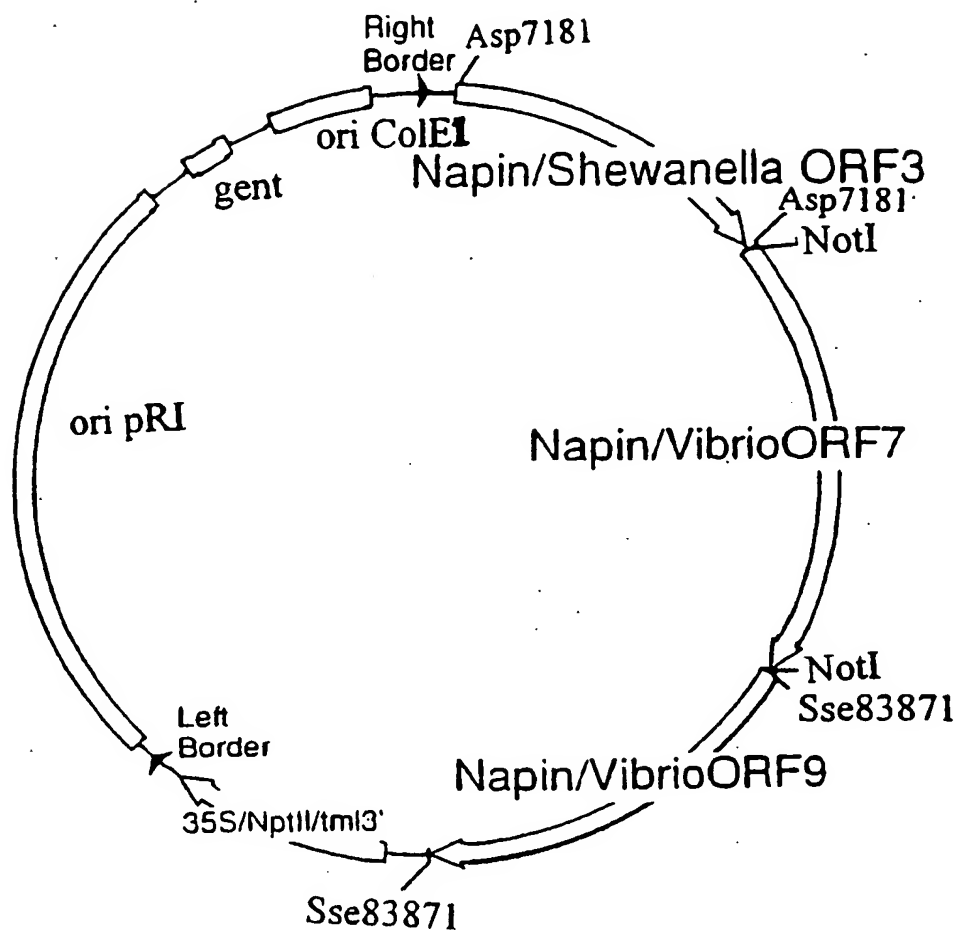 Right
Border
Asp7181
ori ColE1
Napin/Shewanella ORF3
gent
Asp7181
NotI
ori pRI
Napin/VibrioORF7
NotI
Sse83871
Left
Border
Napin/VibrioORF9
35S/NptII/tml3'
Sse83871